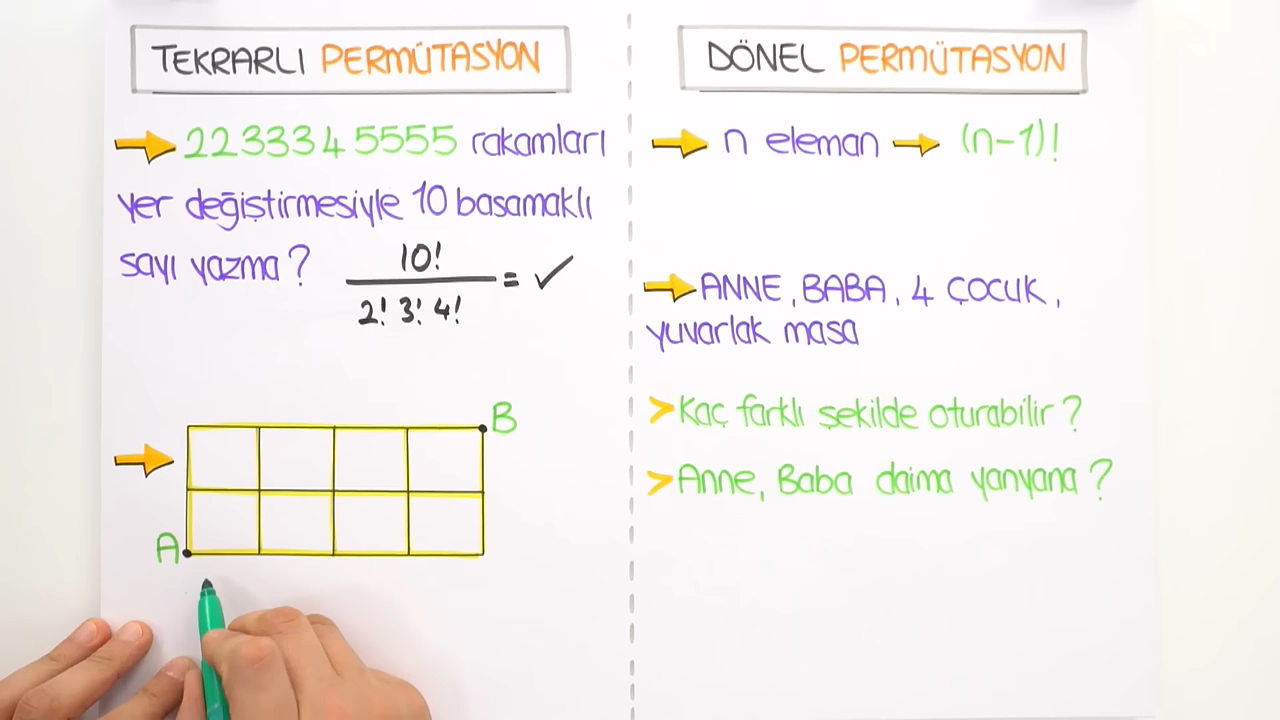 TEKRARLI PERMÜTASYON
2233345555 rakamları
yer değiştirmesiyle 10 basamaklı
sayı yazma?
10!
2! 3! 4!
= ✓
B
A
DÖNEL PERMÜTASYON
n eleman → (n-1)!
ANNE, BABA, 4 ÇOCUK,
yuvarlak masa
> Kaç farklı şekilde oturabilir?
> Anne, Baba daima yanyana?